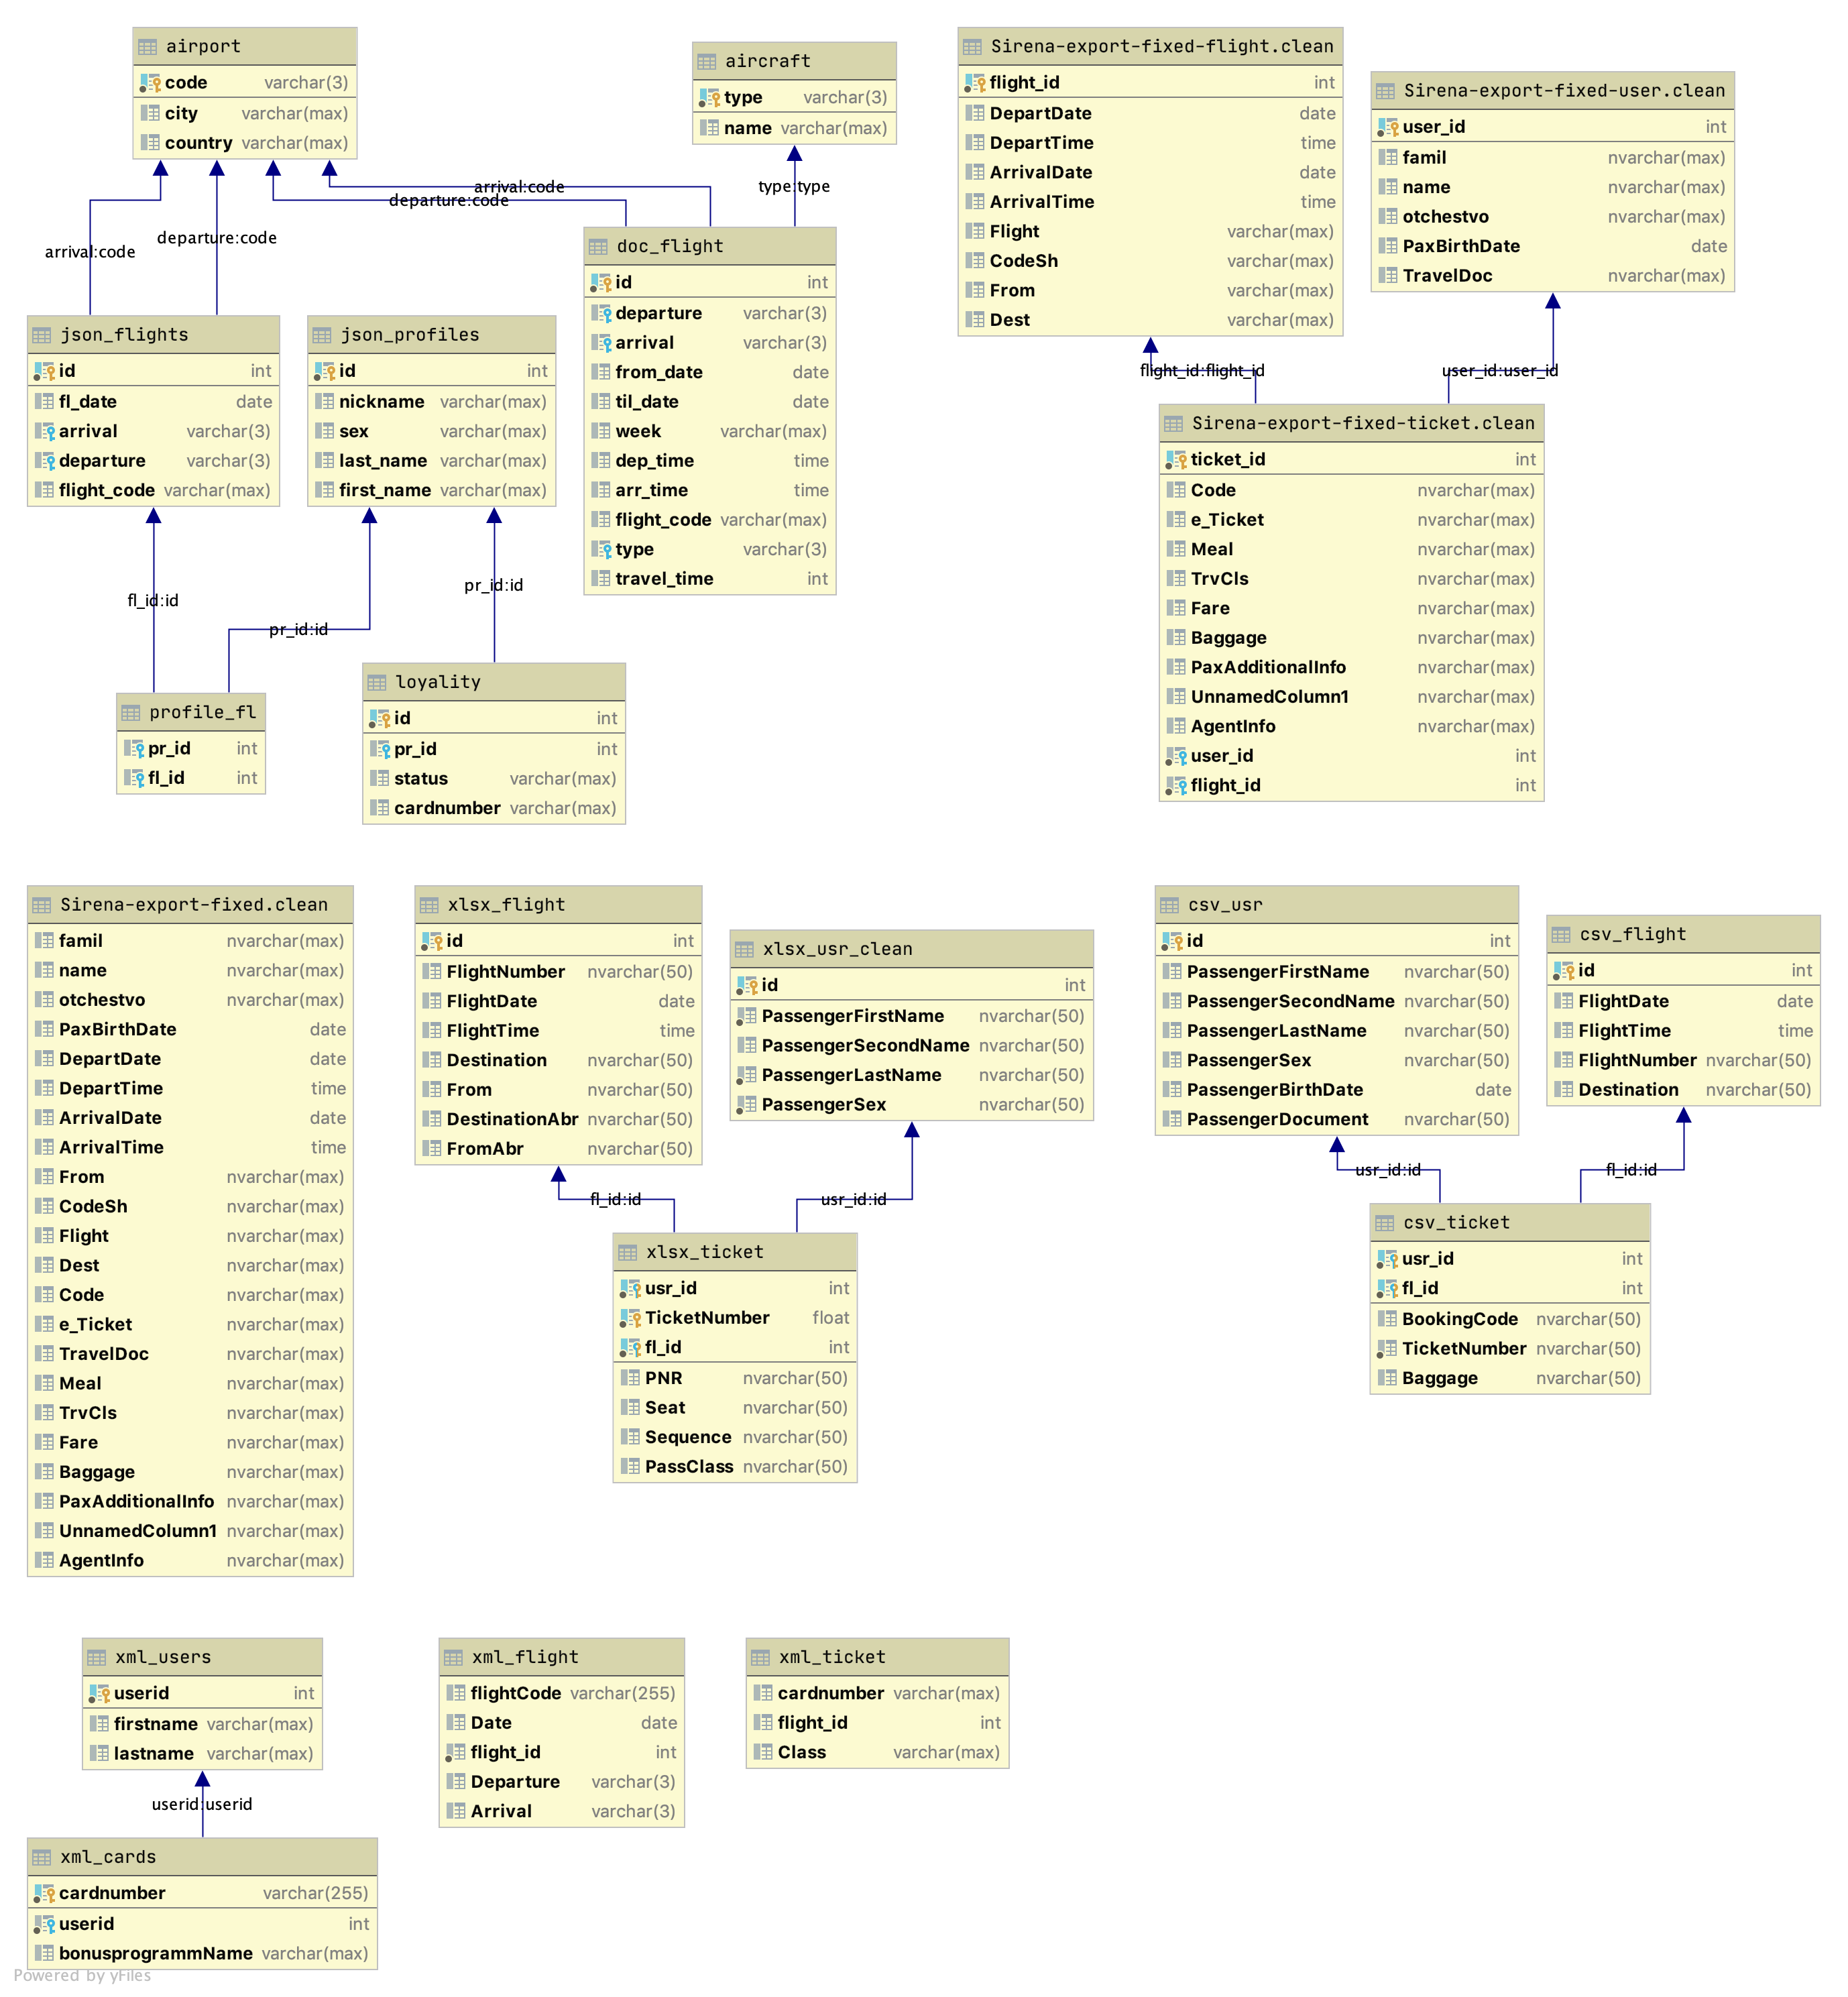 airport
code varchar(3)
city varchar(max)
country varchar(max)
aircraft
type varchar(3)
name varchar(max)
Sirena-export-fixed-flight.clean
flight_id int
DepartDate date
DepartTime time
ArrivalDate date
ArrivalTime time
Flight varchar(max)
CodeSh varchar(max)
From varchar(max)
Dest varchar(max)
Sirena-export-fixed-user.clean
user_id int
famil nvarchar(max)
name nvarchar(max)
otchestvo nvarchar(max)
PaxBirthDate date
TravelDoc nvarchar(max)
arrival:code
departure:code
type:type
arrival:code
departure:code
json_flights
id int
fl_date date
arrival varchar(3)
departure varchar(3)
flight_code varchar(max)
json_profiles
id int
nickname varchar(max)
sex varchar(max)
last_name varchar(max)
first_name varchar(max)
doc_flight
id int
departure varchar(3)
arrival varchar(3)
from_date date
til_date date
week varchar(max)
dep_time time
arr_time time
flight_code varchar(max)
type varchar(3)
travel_time int
flight_id:flight_id
user_id:user_id
Sirena-export-fixed-ticket.clean
ticket_id int
Code nvarchar(max)
e_Ticket nvarchar(max)
Meal nvarchar(max)
TrvCls nvarchar(max)
Fare nvarchar(max)
Baggage nvarchar(max)
PaxAdditionalInfo nvarchar(max)
UnnamedColumn1 nvarchar(max)
AgentInfo nvarchar(max)
user_id int
flight_id int
fl_id:id
pr_id:id
pr_id:id
profile_fl
pr_id int
fl_id int
loyality
id int
pr_id int
status varchar(max)
cardnumber varchar(max)
Sirena-export-fixed.clean
famil nvarchar(max)
name nvarchar(max)
otchestvo nvarchar(max)
PaxBirthDate date
DepartDate date
DepartTime time
ArrivalDate date
ArrivalTime time
From nvarchar(max)
CodeSh nvarchar(max)
Flight nvarchar(max)
Dest nvarchar(max)
Code nvarchar(max)
e_Ticket nvarchar(max)
TravelDoc nvarchar(max)
Meal nvarchar(max)
TrvCls nvarchar(max)
Fare nvarchar(max)
Baggage nvarchar(max)
PaxAdditionalInfo nvarchar(max)
UnnamedColumn1 nvarchar(max)
AgentInfo nvarchar(max)
xlsx_flight
id int
FlightNumber nvarchar(50)
FlightDate date
FlightTime time
Destination nvarchar(50)
From nvarchar(50)
DestinationAbr nvarchar(50)
FromAbr nvarchar(50)
xlsx_usr_clean
id int
PassengerFirstName nvarchar(50)
PassengerSecondName nvarchar(50)
PassengerLastName nvarchar(50)
PassengerSex nvarchar(50)
fl_id:id
usr_id:id
xlsx_ticket
usr_id int
TicketNumber float
fl_id int
PNR nvarchar(50)
Seat nvarchar(50)
Sequence nvarchar(50)
PassClass nvarchar(50)
csv_usr
id int
PassengerFirstName nvarchar(50)
PassengerSecondName nvarchar(50)
PassengerLastName nvarchar(50)
PassengerSex nvarchar(50)
PassengerBirthDate date
PassengerDocument nvarchar(50)
csv_flight
id int
FlightDate date
FlightTime time
FlightNumber nvarchar(50)
Destination nvarchar(50)
usr_id:id
fl_id:id
csv_ticket
usr_id int
fl_id int
BookingCode nvarchar(50)
TicketNumber nvarchar(50)
Baggage nvarchar(50)
xml_users
userid int
firstname varchar(max)
lastname varchar(max)
userid:userid
xml_cards
cardnumber varchar(255)
userid int
bonusprogrammName varchar(max)
xml_flight
flightCode varchar(255)
Date date
flight_id int
Departure varchar(3)
Arrival varchar(3)
xml_ticket
cardnumber varchar(max)
flight_id int
Class varchar(max)
Powered by yFiles